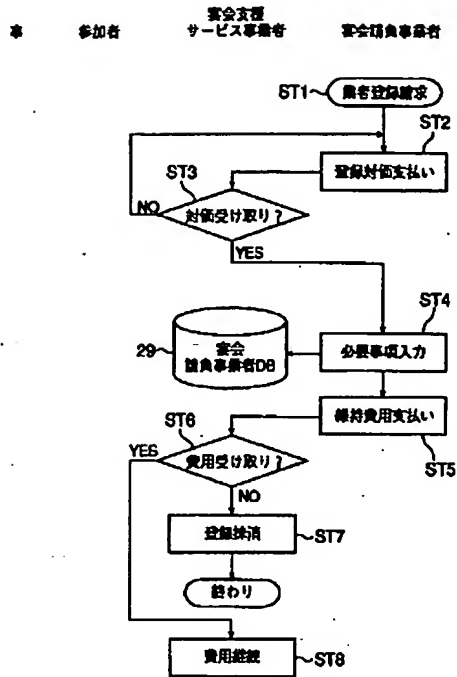 事 参加者 宴会支援 サービス事業者 宴会請負事業者
ST1 業者登録請求
ST2
登録対価支払い
ST3
対価受け取り?
NO
YES
ST4
必要事項入力
29 宴会
請負事業者DB
維持費用支払い
ST5
ST6
費用受け取り?
YES
NO
登録抹消 ST7
終わり
費用継続 ST8